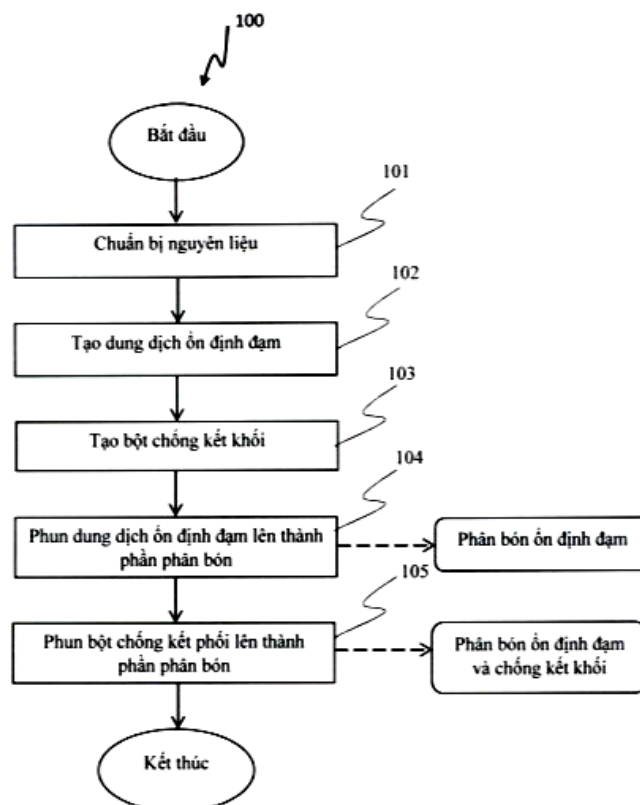 100
Bắt đầu
101
Chuẩn bị nguyên liệu
102
Tạo dung dịch ổn định đạm
103
Tạo bột chống kết khối
104
Phun dung dịch ổn định đạm lên thành
phần phân bón
Phân bón ổn định đạm
105
Phun bột chống kết phối lên thành
phần phân bón
Phân bón ổn định đạm
và chống kết khối
Kết thúc